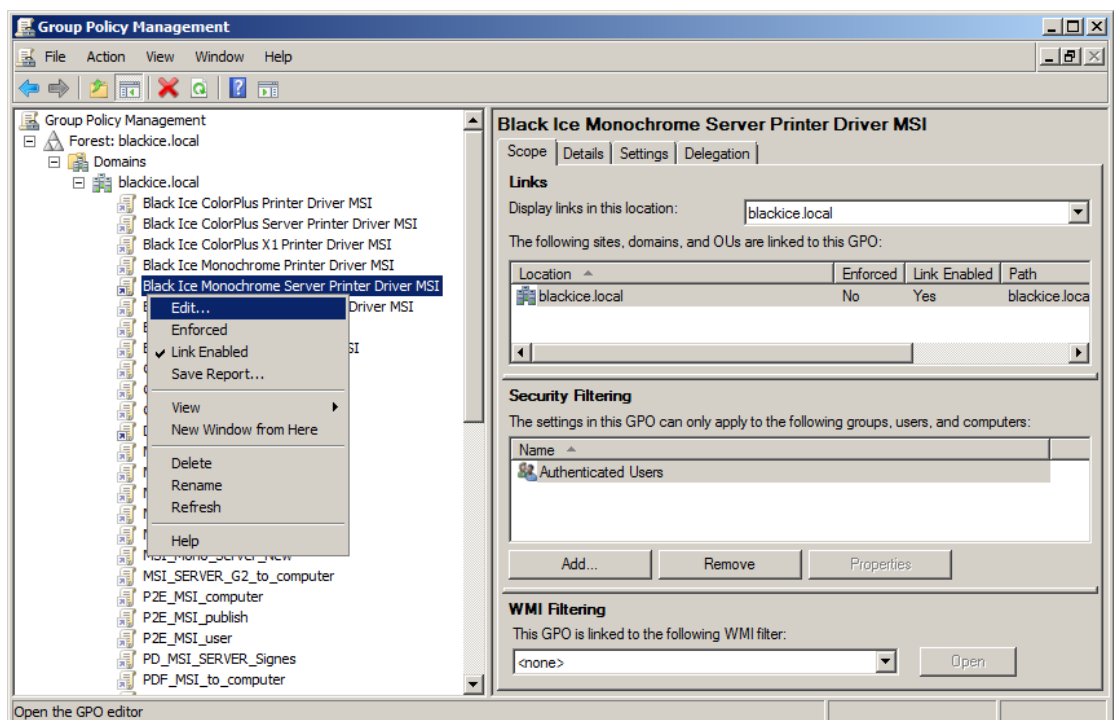 Group Policy Management
File Action View Window Help
Group Policy Management
Forest: blackice.local
Domains
blackice.local
Black Ice ColorPlus Printer Driver MSI
Black Ice ColorPlus Server Printer Driver MSI
Black Ice ColorPlus X1 Printer Driver MSI
Black Ice Monochrome Printer Driver MSI
Black Ice Monochrome Server Printer Driver MSI
Driver MSI
Edit...
Enforced
Link Enabled
Save Report...
View
New Window from Here
Delete
Rename
Refresh
Help
MSI_Mono_Server_New
MSI_SERVER_G2_to_computer
P2E_MSI_computer
P2E_MSI_publish
P2E_MSI_user
PD_MSI_SERVER_Signes
PDF_MSI_to_computer
Black Ice Monochrome Server Printer Driver MSI
Scope Details Settings Delegation
Links
Display links in this location: blackice.local
The following sites, domains, and OUs are linked to this GPO:
Location Enforced Link Enabled Path
blackice.local No Yes blackice.loca
Security Filtering
The settings in this GPO can only apply to the following groups, users, and computers:
Name
Authenticated Users
Add... Remove Properties
WMI Filtering
This GPO is linked to the following WMI filter:
<none> Open
Open the GPO editor